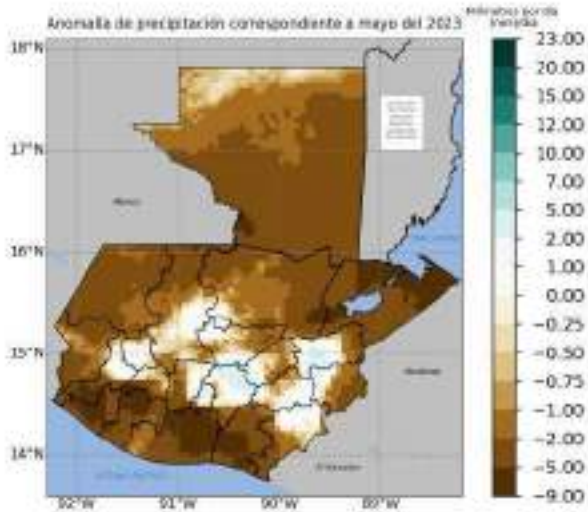 Anomalía de precipitación correspondiente a mayo del 2023
18°N
17°N
16°N
15°N
14°N
92°W
91°W
90°W
89°W
México
Honduras
El Salvador
23.00
20.00
15.00
12.00
10.00
7.00
5.00
2.00
1.00
0.00
−0.25
−0.50
−0.75
−1.00
−2.00
−5.00
−9.00